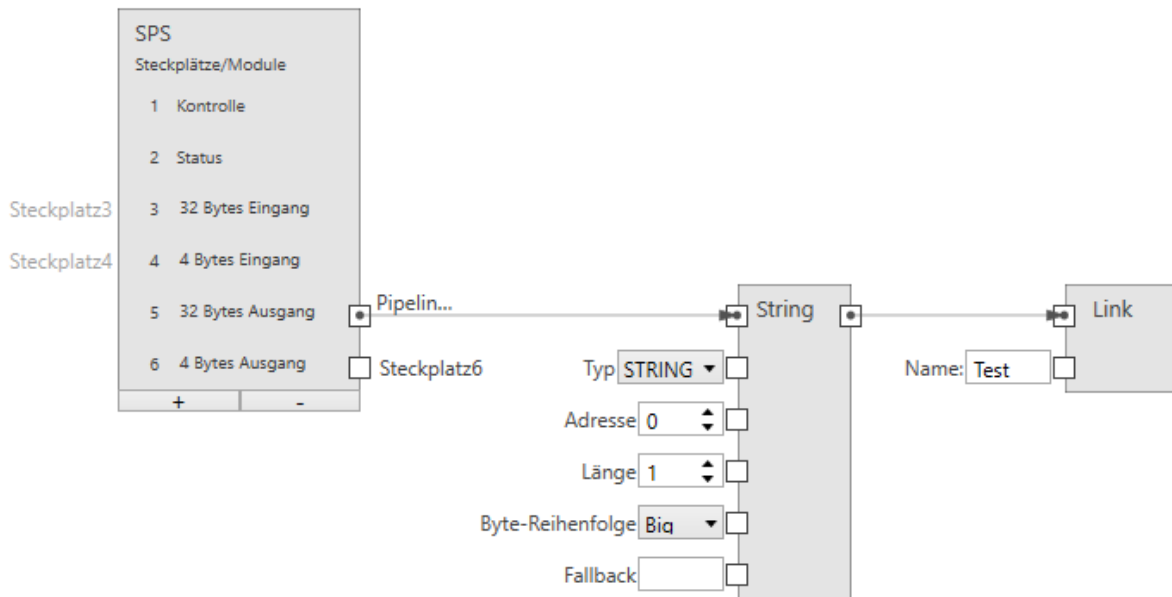 SPS
Steckplätze/Module
1 Kontrolle
2 Status
Steckplatz3 3 32 Bytes Eingang
Steckplatz4 4 4 Bytes Eingang
5 32 Bytes Ausgang Pipelin... String Link
6 4 Bytes Ausgang Steckplatz6 Typ STRING Name: Test
+ -
Adresse 0
Länge 1
Byte-Reihenfolge Big
Fallback